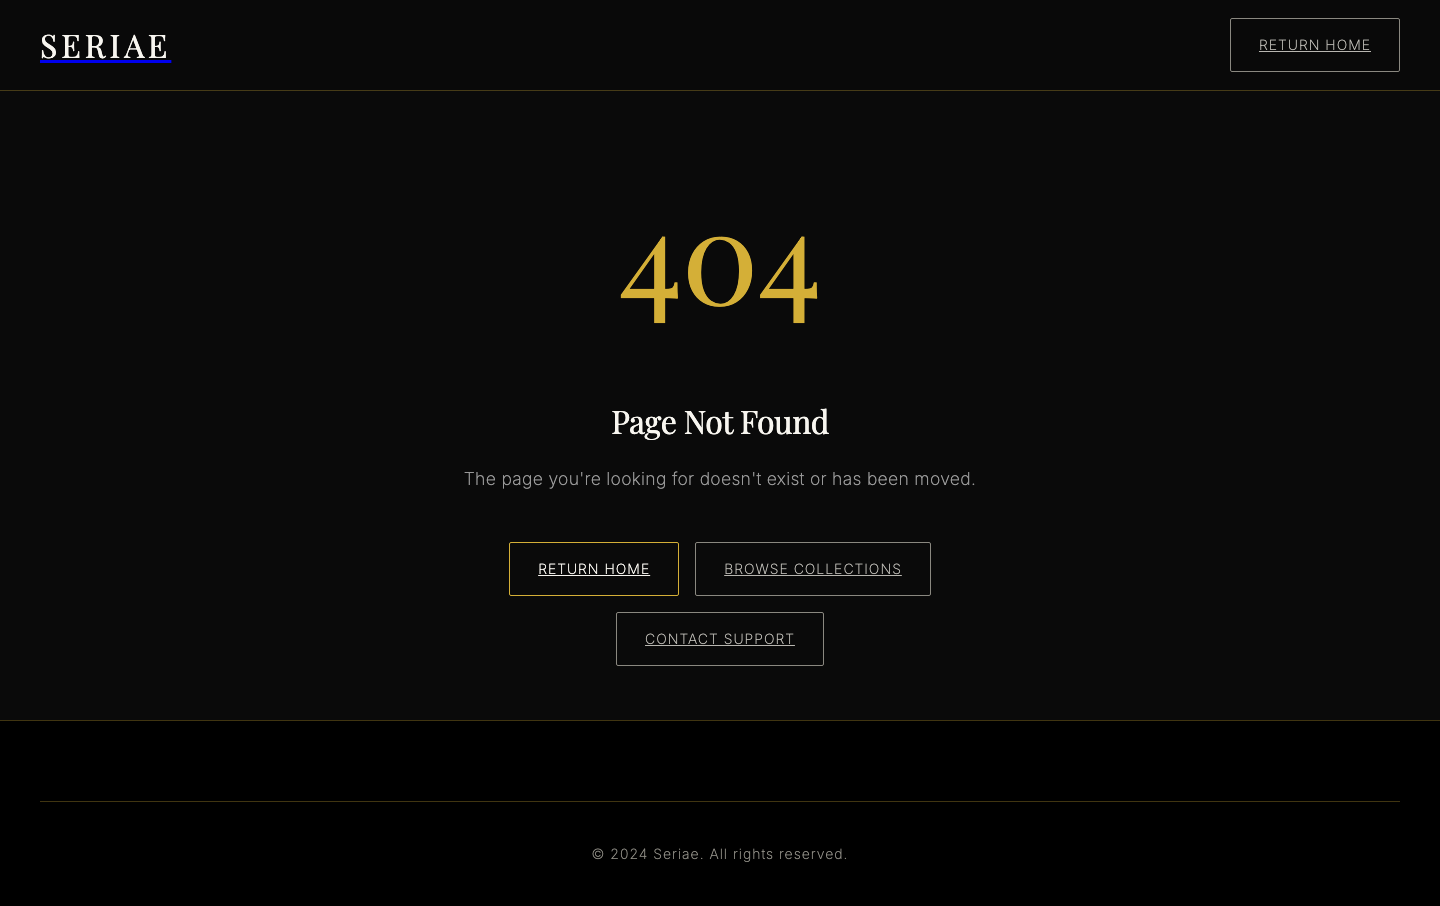 SERIAE
RETURN HOME
404
Page Not Found
The page you're looking for doesn't exist or has been moved.
RETURN HOME
BROWSE COLLECTIONS
CONTACT SUPPORT
© 2024 Seriae. All rights reserved.